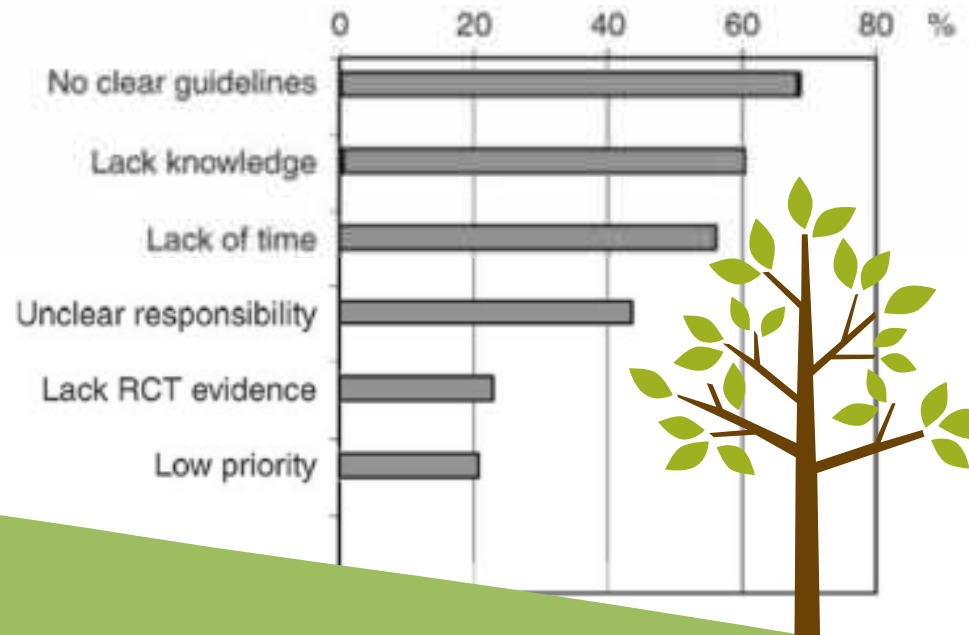 0 20 40 60 80 %
No clear guidelines
Lack knowledge
Lack of time
Unclear responsibility
Lack RCT evidence
Low priority